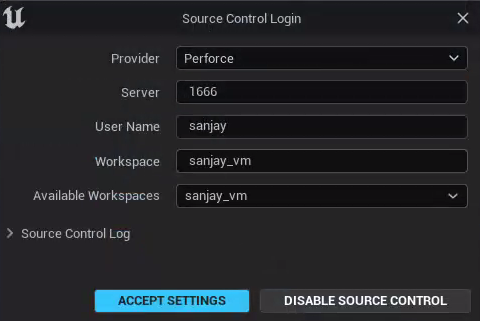 Source Control Login
Provider Perforce
Server 1666
User Name sanjay
Workspace sanjay_vm
Available Workspaces sanjay_vm
Source Control Log
ACCEPT SETTINGS DISABLE SOURCE CONTROL